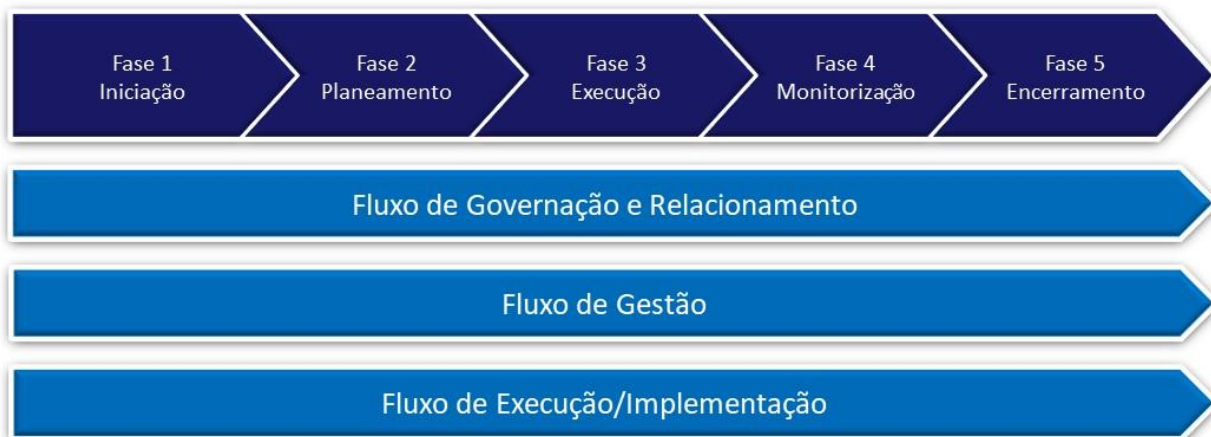 Fase 1
Iniciação
Fase 2
Planeamento
Fase 3
Execução
Fase 4
Monitorização
Fase 5
Encerramento
Fluxo de Governação e Relacionamento
Fluxo de Gestão
Fluxo de Execução/Implementação